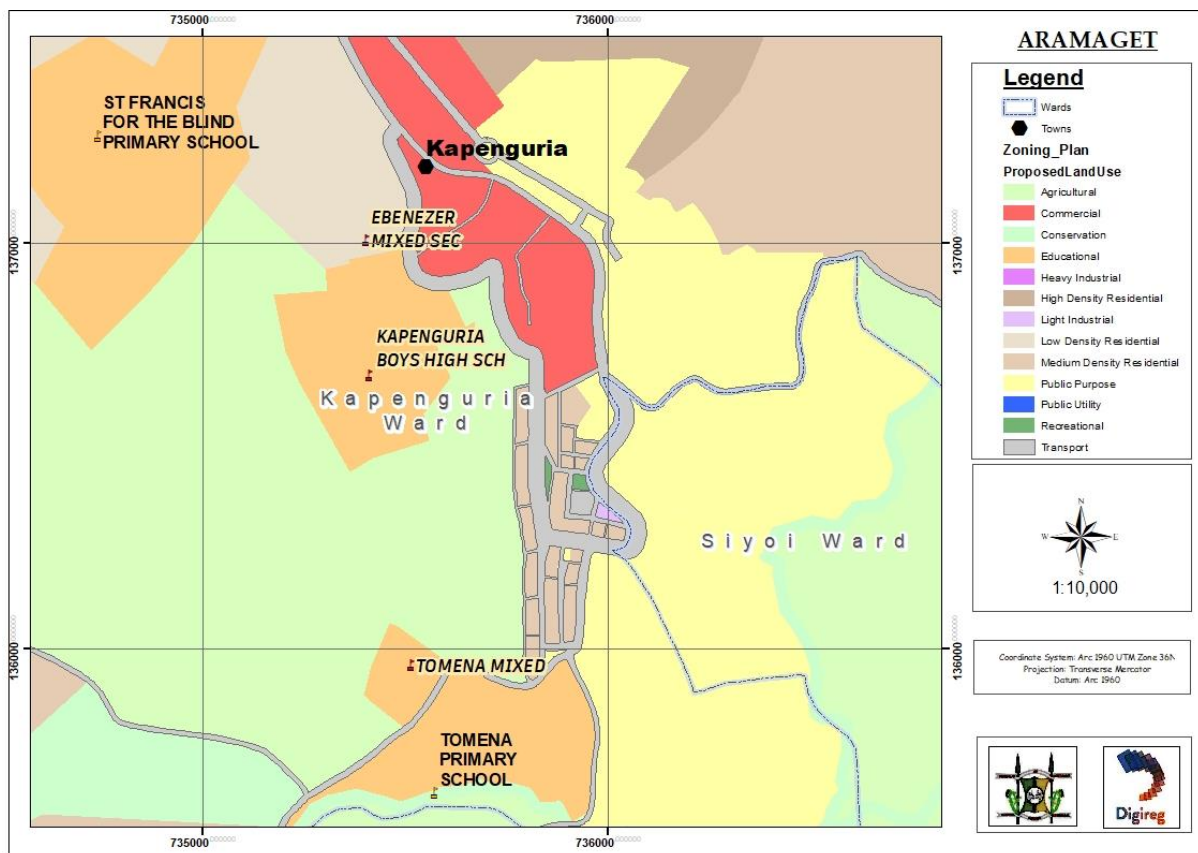 735000
736000
ARAMAGET
ST FRANCIS
FOR THE BLIND
PRIMARY SCHOOL
Kapenguria
EBENEZER
MIXED SEC
137000
137000
KAPENGURIA
BOYS HIGH SCH
Kapenguria
Ward
Siyoi Ward
136000
136000
TOMENA MIXED
TOMENA
PRIMARY
SCHOOL
735000
736000
Legend
Wards
Towns
Zoning_Plan
ProposedLandUse
Agricultural
Commercial
Conservation
Educational
Heavy Industrial
High Density Residential
Light Industrial
Low Density Residential
Medium Density Residential
Public Purpose
Public Utility
Recreational
Transport
N
W
E
S
1:10,000
Coordinate System: Arc 1960 UTM Zone 36N
Projection: Transverse Mercator
Datum: Arc 1960
Digireg